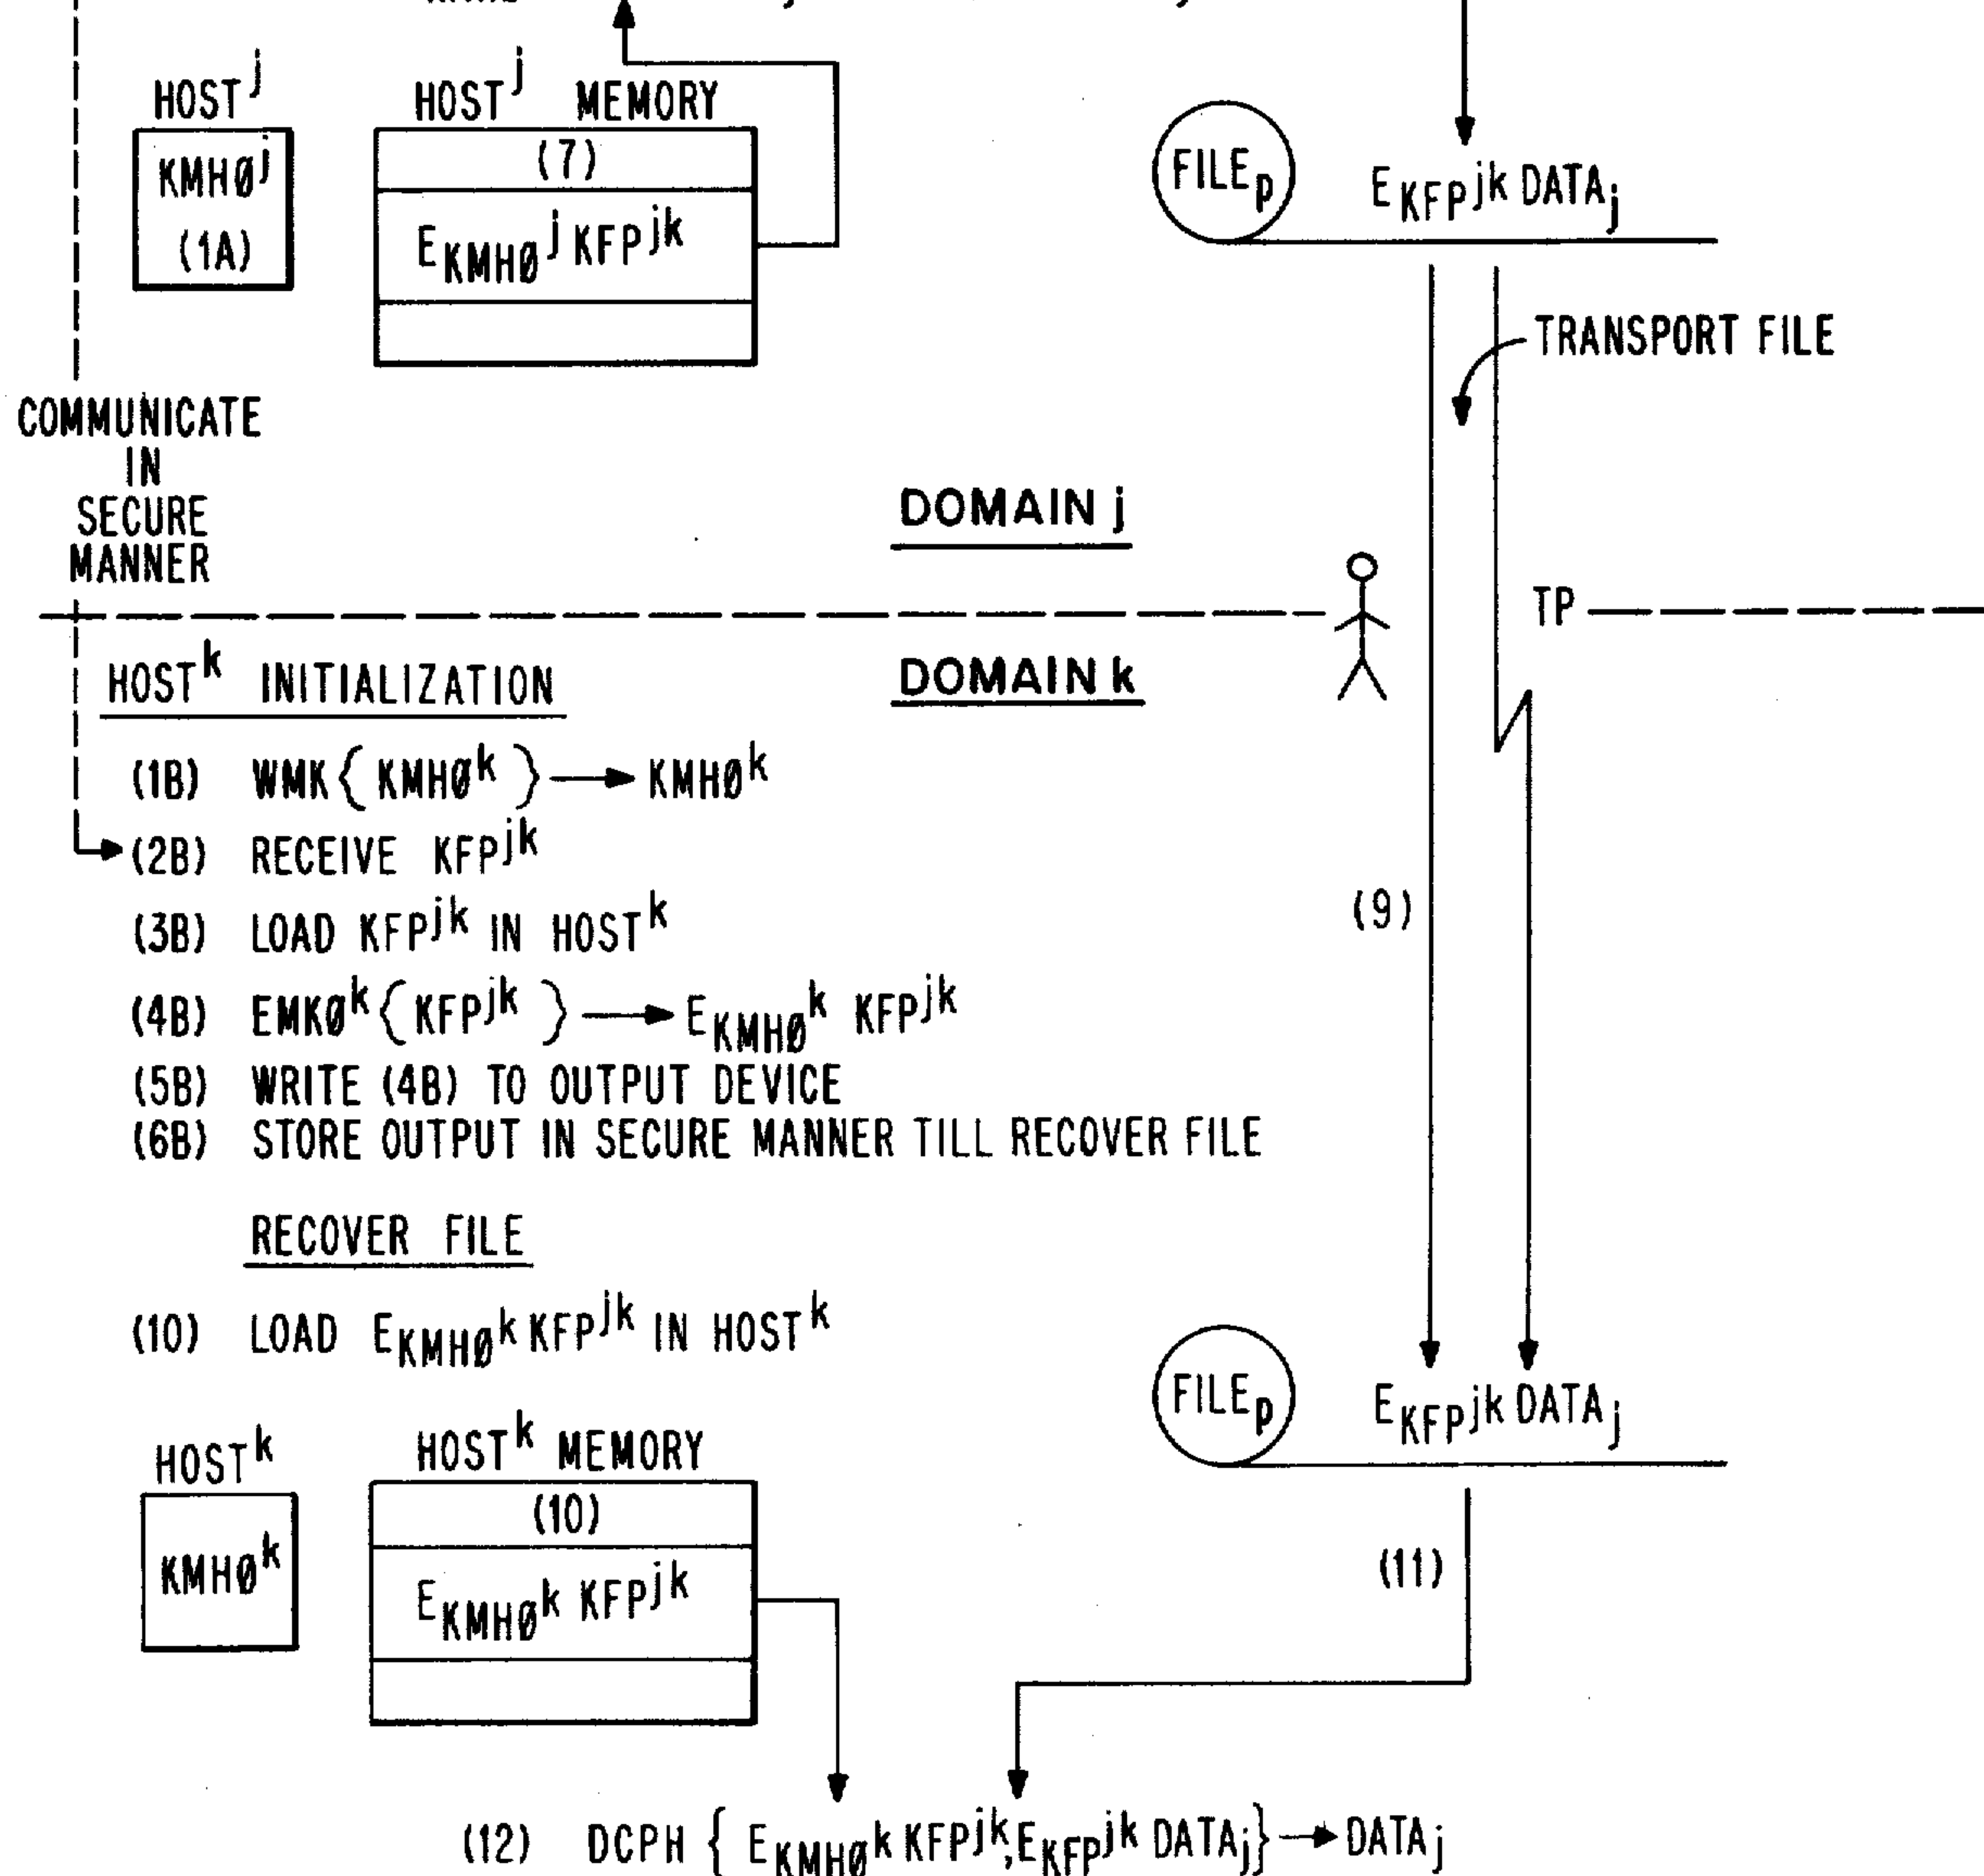 HOST^j
HOST^j MEMORY
KMHØ^j
(1A)
(7)
E_KMHØ^j KFP^jk
FILE_p
E_KFP^jk DATA_j
TRANSPORT FILE
COMMUNICATE
IN
SECURE
MANNER
DOMAIN j
TP
DOMAIN k
HOST^k INITIALIZATION
(1B) WMK { KMHØ^k } → KMHØ^k
(2B) RECEIVE KFP^jk
(3B) LOAD KFP^jk IN HOST^k
(9)
(4B) EMKØ^k { KFP^jk } → E_KMHØ^k KFP^jk
(5B) WRITE (4B) TO OUTPUT DEVICE
(6B) STORE OUTPUT IN SECURE MANNER TILL RECOVER FILE
RECOVER FILE
(10) LOAD E_KMHØ^k KFP^jk IN HOST^k
FILE_p
E_KFP^jk DATA_j
HOST^k
HOST^k MEMORY
KMHØ^k
(10)
E_KMHØ^k KFP^jk
(11)
(12) DCPH { E_KMHØ^k KFP^jk, E_KFP^jk DATA_j } → DATA_j